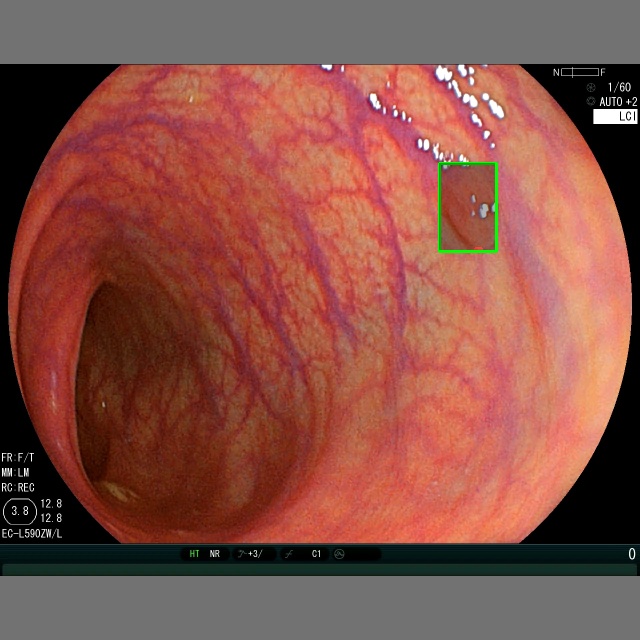 N F
1/60
AUTO +2
LCI
FR:F/T
MM:LM
RC:REC
3.8 12.8
12.8
EC-L590ZW/L
HT NR +3/ C1 0